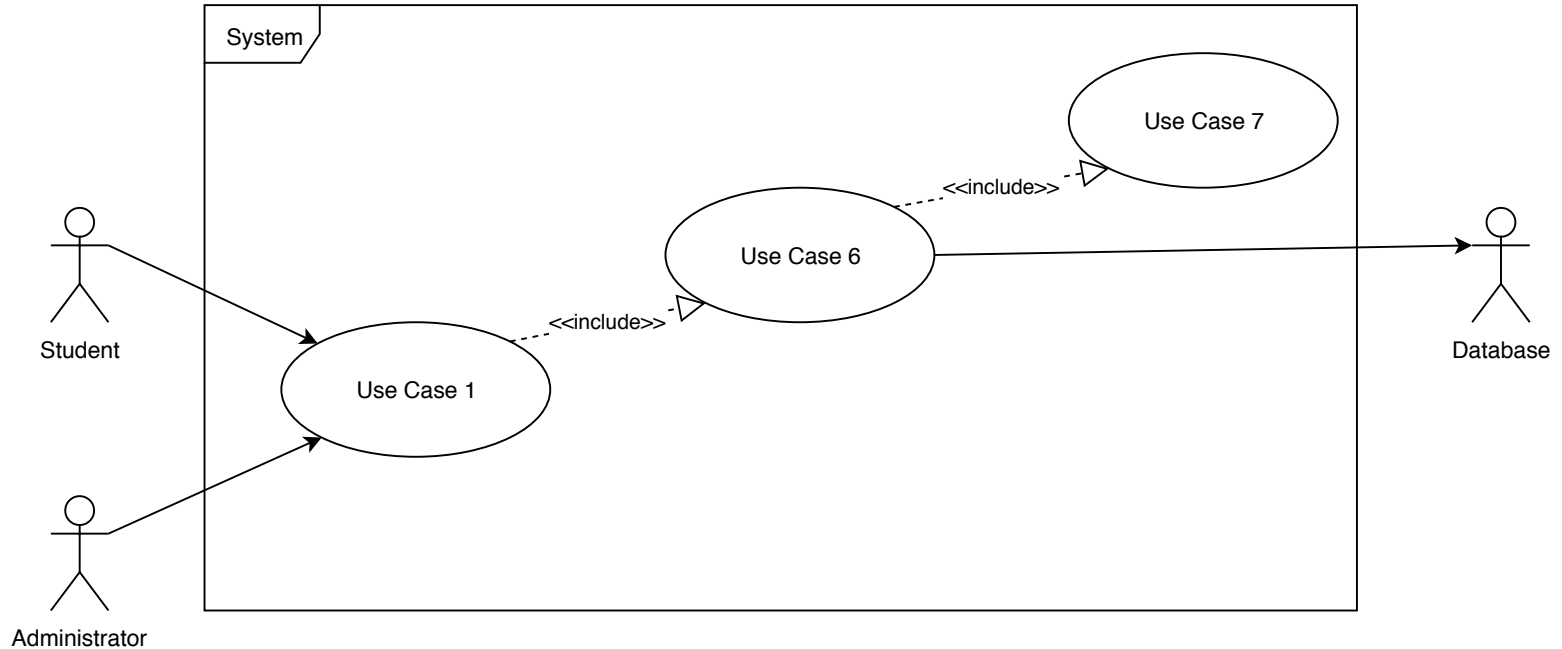 System
Use Case 7
<<include>>
Use Case 6
<<include>>
Student
Database
Use Case 1
Administrator